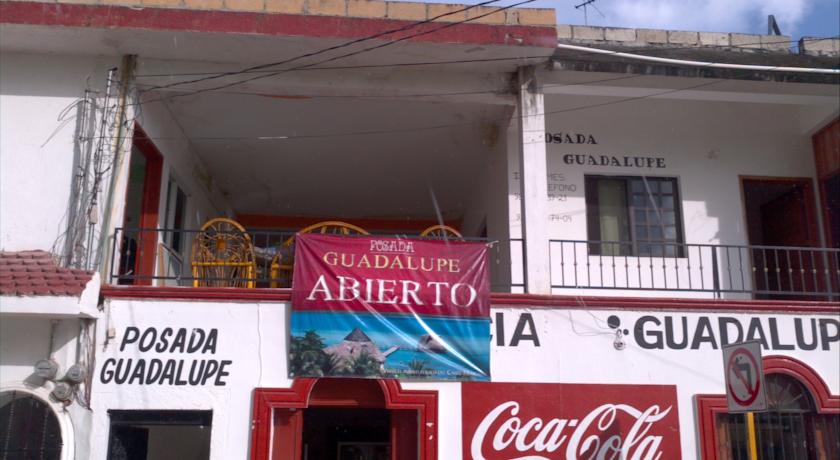 POSADA
GUADALUPE
POSADA
GUADALUPE
ABIERTO
POSADA
GUADALUPE
CIA
GUADALUP
Coca-Cola